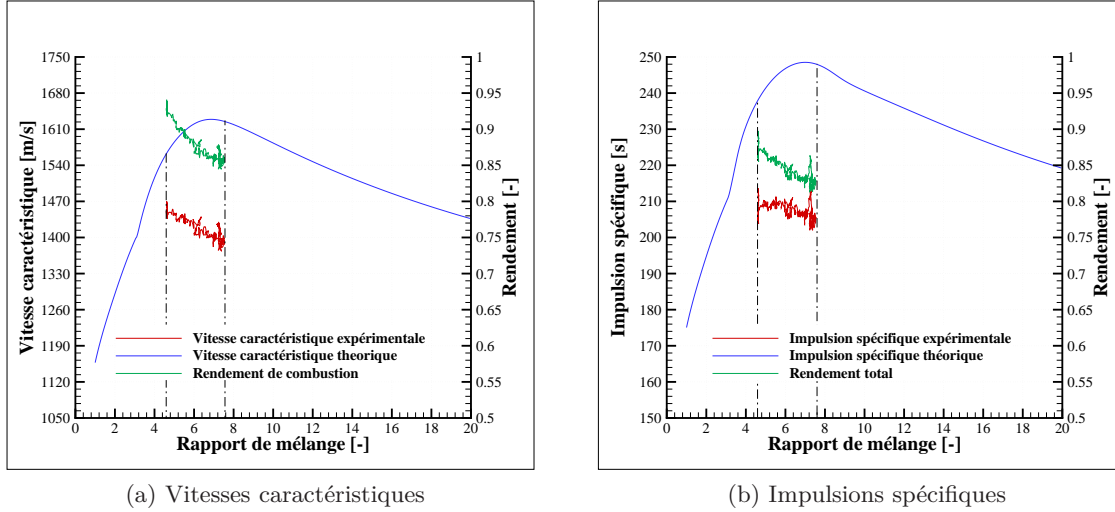 1750
1680
1610
1540
1470
1400
1330
1260
1190
1120
1050
Vitesse caractéristique [m/s]
1
0.95
0.9
0.85
0.8
0.75
0.7
0.65
0.6
0.55
0.5
Rendement [-]
Vitesse caractéristique expérimentale
Vitesse caractéristique theorique
Rendement de combustion
0 2 4 6 8 10 12 14 16 18 20
Rapport de mélange [-]
(a) Vitesses caractéristiques
250
240
230
220
210
200
190
180
170
160
150
Impulsion spécifique [s]
1
0.95
0.9
0.85
0.8
0.75
0.7
0.65
0.6
0.55
0.5
Rendement [-]
Impulsion spécifique expérimentale
Impulsion spécifique théorique
Rendement total
0 2 4 6 8 10 12 14 16 18 20
Rapport de mélange [-]
(b) Impulsions spécifiques